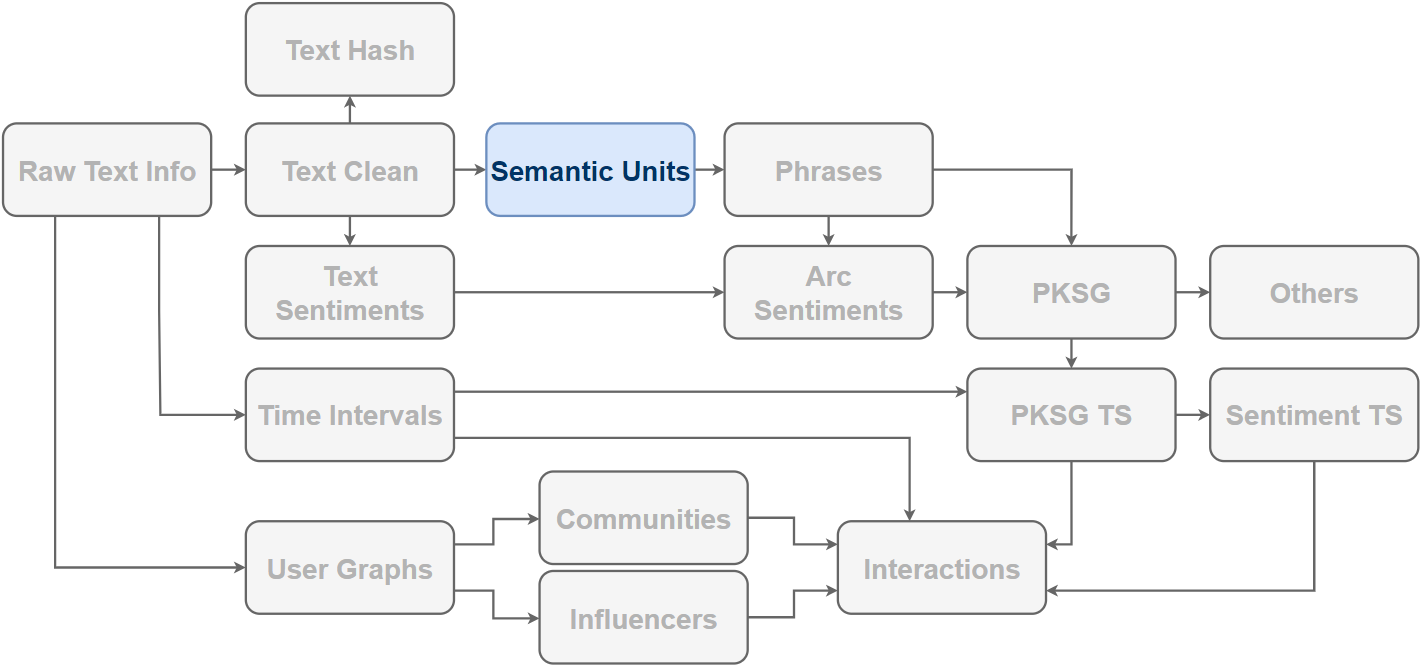 Text Hash
Raw Text Info
Text Clean
Semantic Units
Phrases
Text
Sentiments
Arc
Sentiments
PKSG
Others
Time Intervals
PKSG TS
Sentiment TS
Communities
User Graphs
Interactions
Influencers